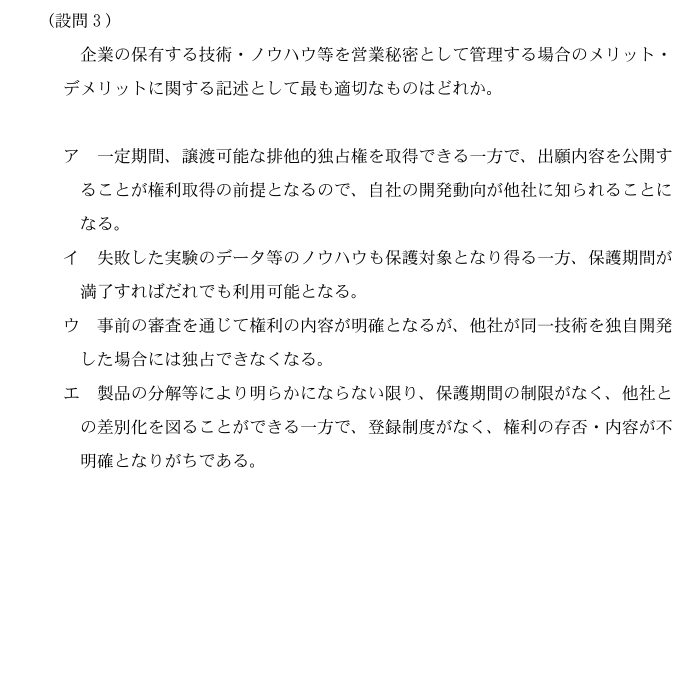 （設問３）
企業の保有する技術・ノウハウ等を営業秘密として管理する場合のメリット・
デメリットに関する記述として最も適切なものはどれか。
ア　一定期間、譲渡可能な排他的独占権を取得できる一方で、出願内容を公開す
ることが権利取得の前提となるので、自社の開発動向が他社に知られることに
なる。
イ　失敗した実験のデータ等のノウハウも保護対象となり得る一方、保護期間が
満了すればだれでも利用可能となる。
ウ　事前の審査を通じて権利の内容が明確となるが、他社が同一技術を独自開発
した場合には独占できなくなる。
エ　製品の分解等により明らかにならない限り、保護期間の制限がなく、他社と
の差別化を図ることができる一方で、登録制度がなく、権利の存否・内容が不
明確となりがちである。